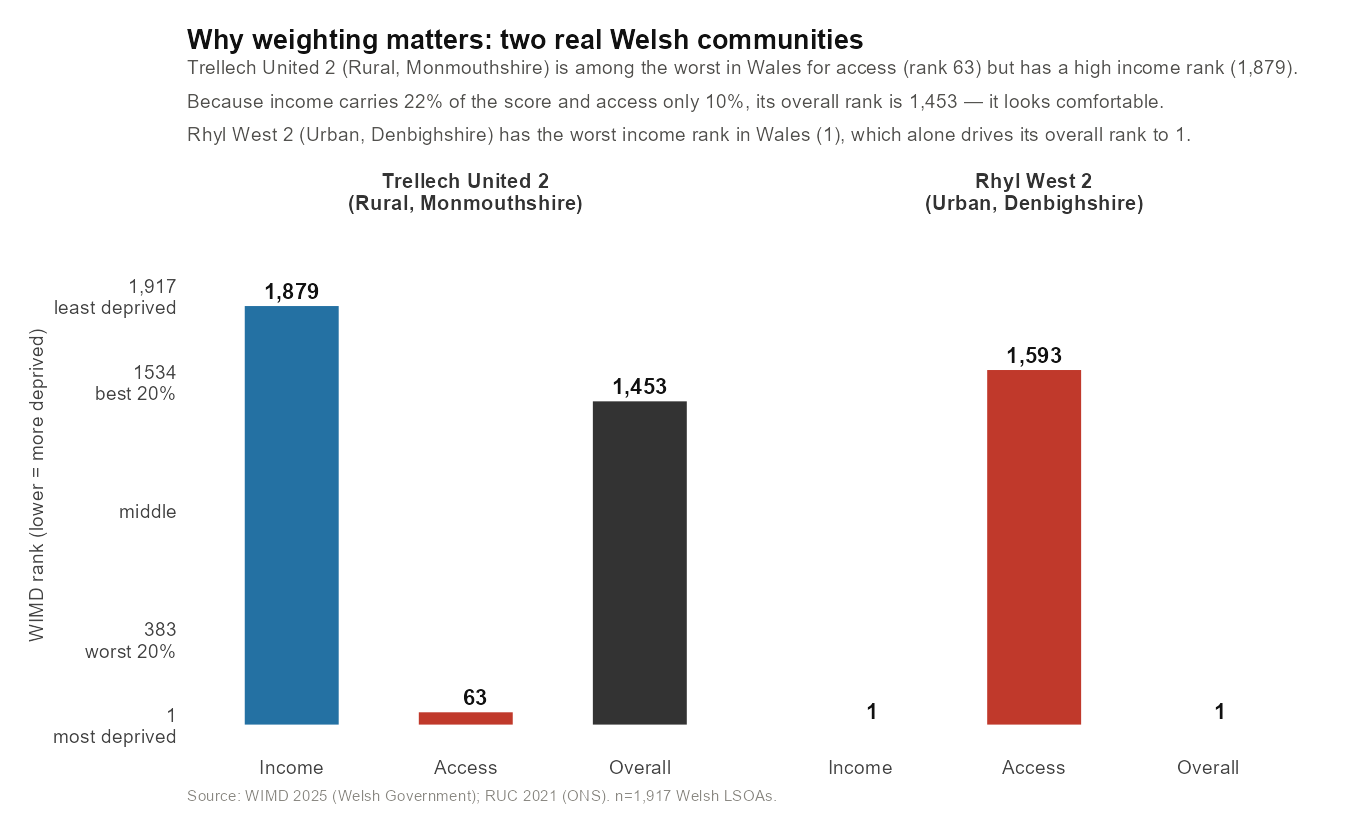 Why weighting matters: two real Welsh communities
Trellech United 2 (Rural, Monmouthshire) is among the worst in Wales for access (rank 63) but has a high income rank (1,879).
Because income carries 22% of the score and access only 10%, its overall rank is 1,453 — it looks comfortable.
Rhyl West 2 (Urban, Denbighshire) has the worst income rank in Wales (1), which alone drives its overall rank to 1.
Trellech United 2
(Rural, Monmouthshire)
Rhyl West 2
(Urban, Denbighshire)
WIMD rank (lower = more deprived)
1,917
least deprived
1534
best 20%
middle
383
worst 20%
1
most deprived
1,879
63
1,453
1
1,593
1
Income
Access
Overall
Income
Access
Overall
Source: WIMD 2025 (Welsh Government); RUC 2021 (ONS). n=1,917 Welsh LSOAs.